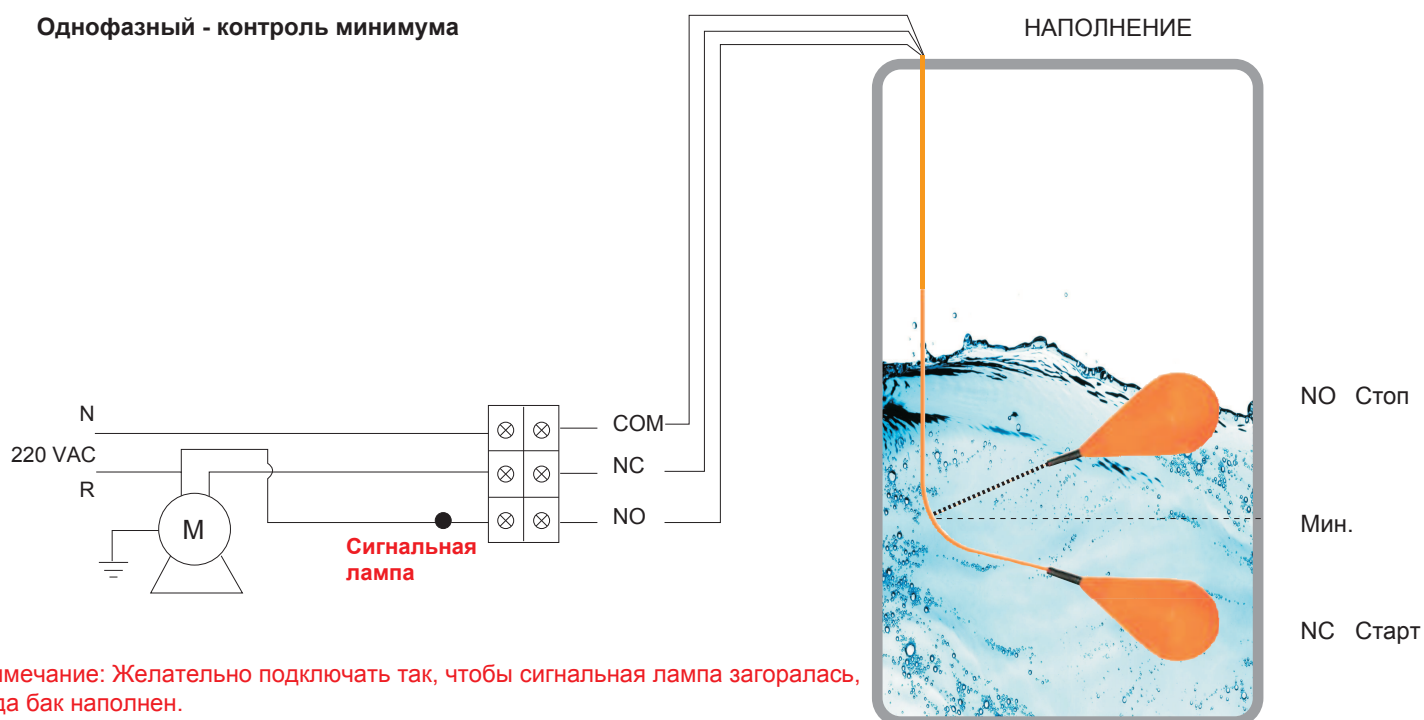 Однофазный - контроль минимума
НАПОЛНЕНИЕ
N
220 VAC
R
M
Сигнальная
лампа
COM
NC
NO
NO Стоп
Мин.
NC Старт
имечание: Желательно подключать так, чтобы сигнальная лампа загоралась,
да бак наполнен.